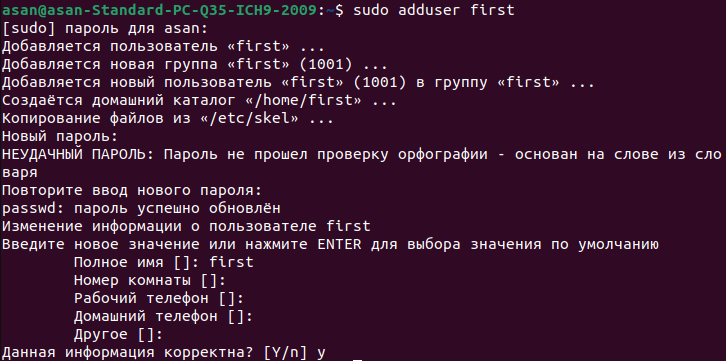 asan@asan-Standard-PC-Q35-ICH9-2009:~$ sudo adduser first
[sudo] пароль для asan:
Добавляется пользователь «first» ...
Добавляется новая группа «first» (1001) ...
Добавляется новый пользователь «first» (1001) в группу «first» ...
Создаётся домашний каталог «/home/first» ...
Копирование файлов из «/etc/skel» ...
Новый пароль:
НЕУДАЧНЫЙ ПАРОЛЬ: Пароль не прошел проверку орфографии - основан на слове из сло
варя
Повторите ввод нового пароля:
passwd: пароль успешно обновлён
Изменение информации о пользователе first
Введите новое значение или нажмите ENTER для выбора значения по умолчанию
Полное имя []: first
Номер комнаты []:
Рабочий телефон []:
Домашний телефон []:
Другое []:
Данная информация корректна? [Y/n] y